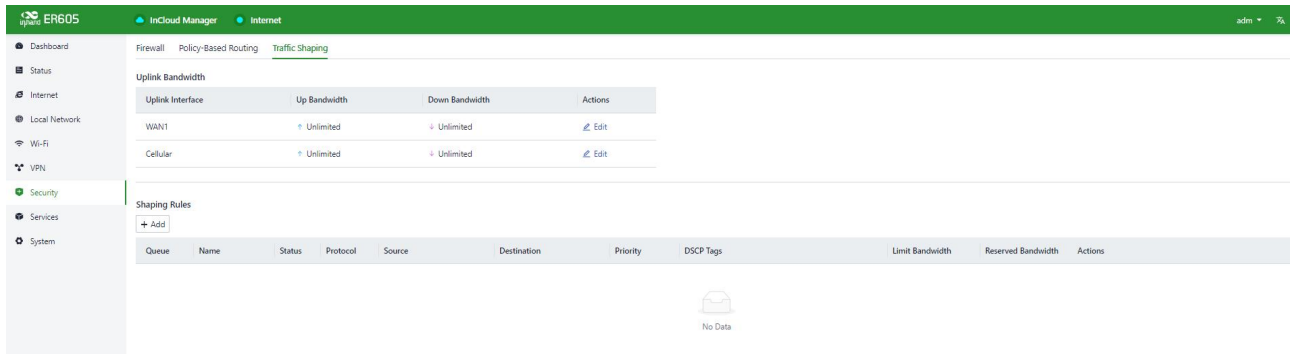 inhand ER605 InCloud Manager Internet adm
Dashboard
Status
Internet
Local Network
Wi-Fi
VPN
Security
Services
System
Firewall Policy-Based Routing Traffic Shaping
Uplink Bandwidth
Uplink Interface Up Bandwidth Down Bandwidth Actions
WAN1 ↑ Unlimited ↓ Unlimited Edit
Cellular ↑ Unlimited ↓ Unlimited Edit
Shaping Rules
+ Add
Queue Name Status Protocol Source Destination Priority DSCP Tags Limit Bandwidth Reserved Bandwidth Actions
No Data